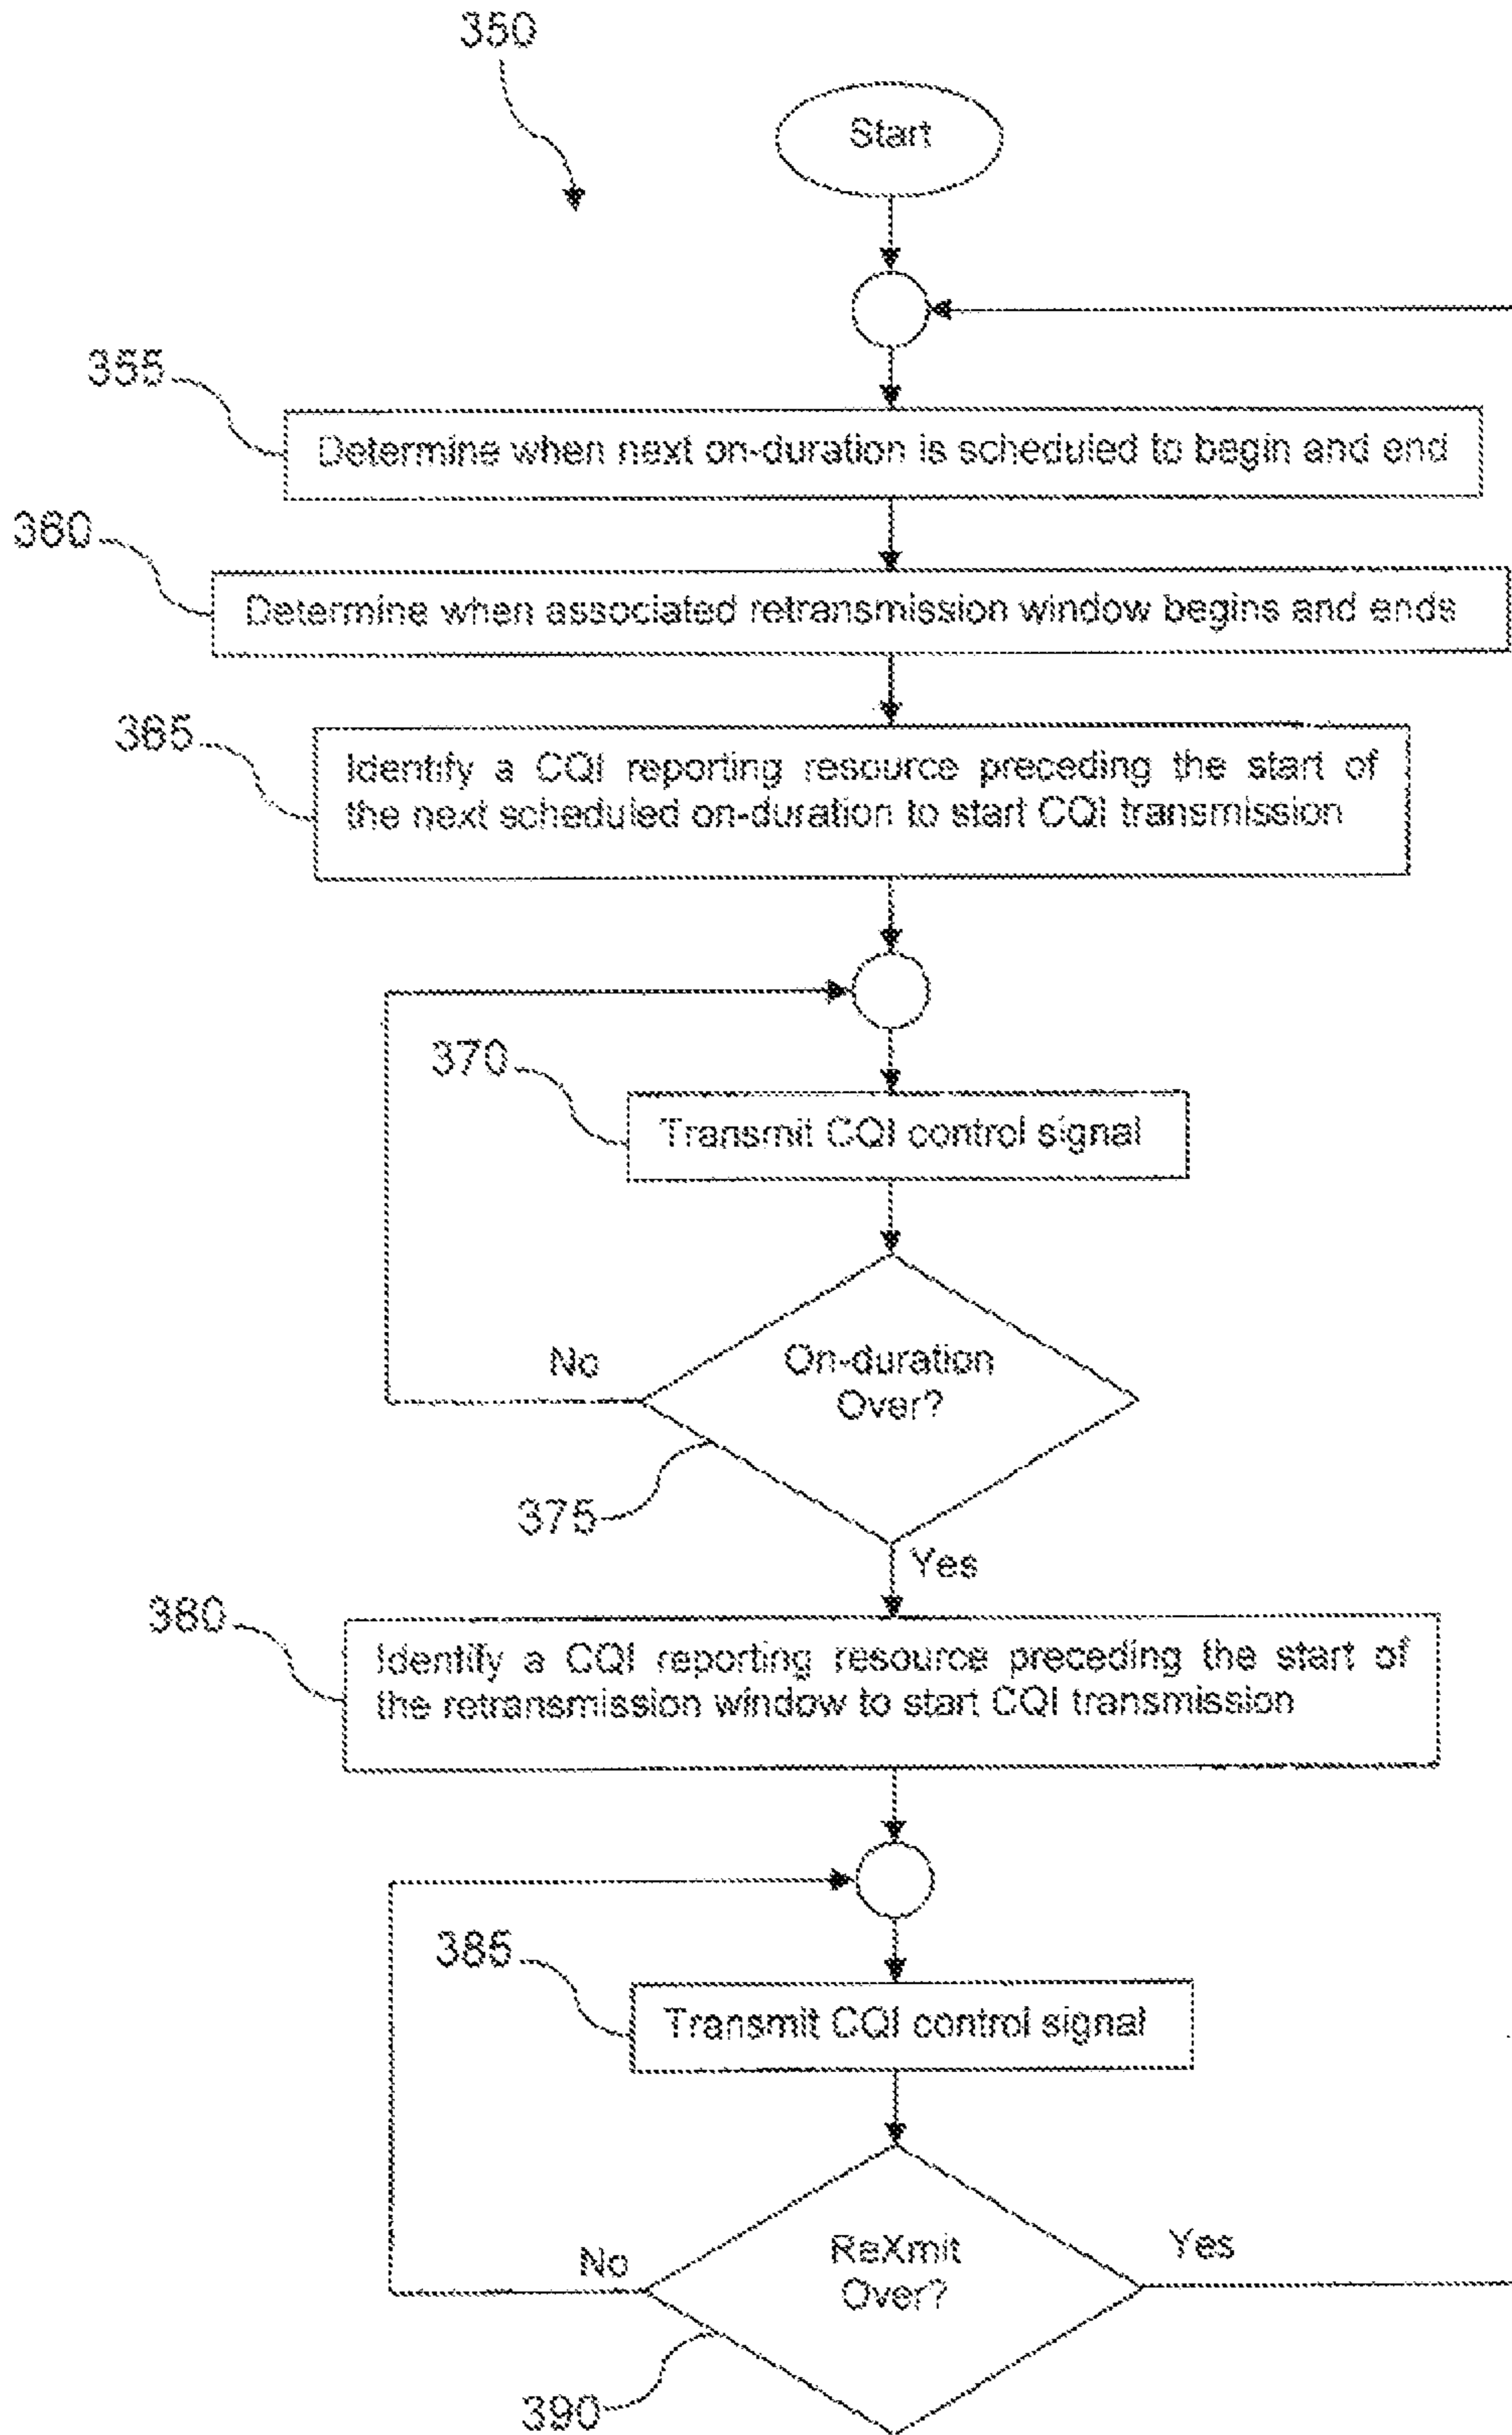 350
Start
355
Determine when next on-duration is scheduled to begin and end
360
Determine when associated retransmission window begins and ends
365
Identify a CQI reporting resource preceding the start of
the next scheduled on-duration to start CQI transmission
370
Transmit CQI control signal
On-duration
Over?
No
375
Yes
380
Identify a CQI reporting resource preceding the start of
the retransmission window to start CQI transmission
385
Transmit CQI control signal
ReXmit
Over?
No
Yes
390